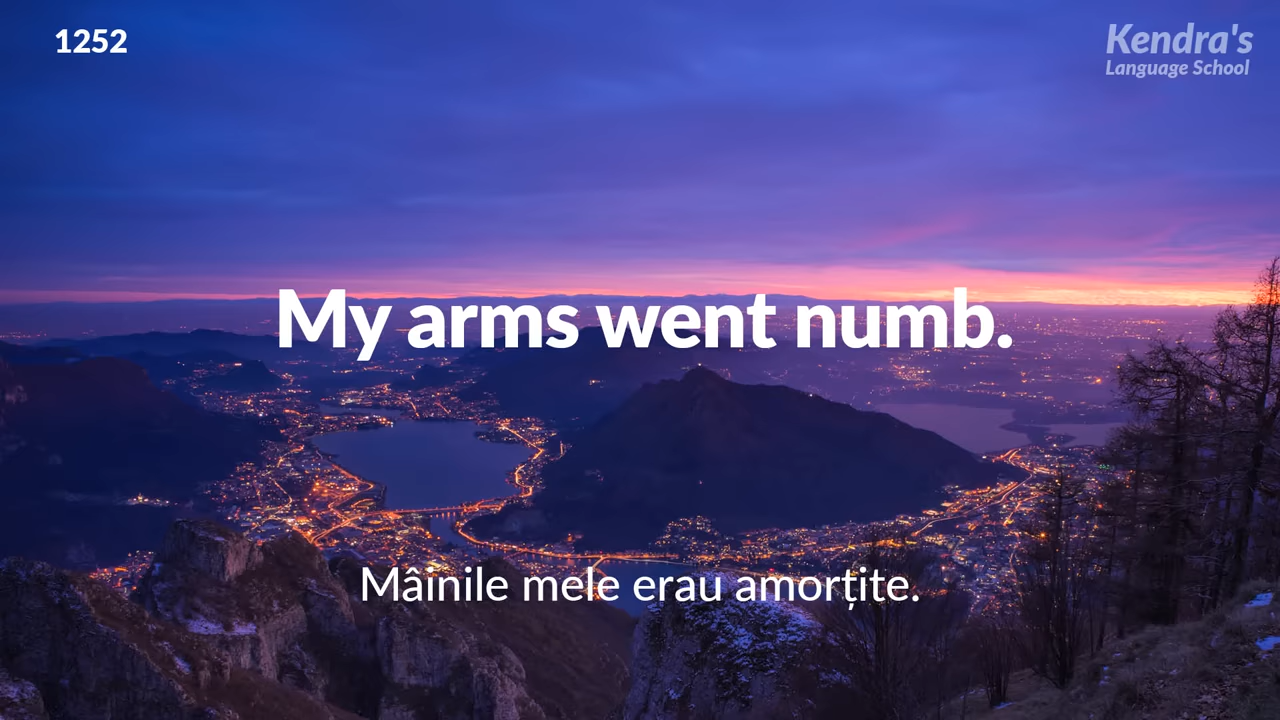 1252
Kendra's
Language School
My arms went numb.
Mâinile mele erau amorțite.